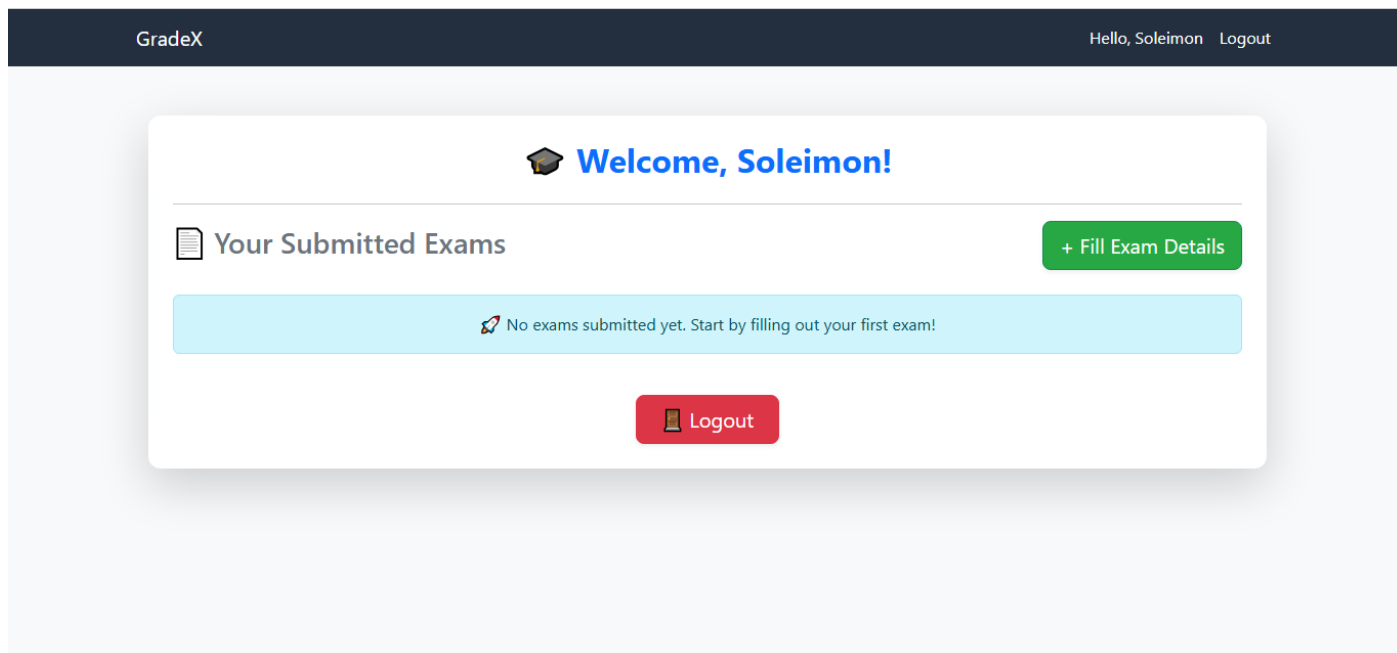 GradeX
Hello, Soleimon Logout
🎓 Welcome, Soleimon!
📄 Your Submitted Exams
+ Fill Exam Details
🚀 No exams submitted yet. Start by filling out your first exam!
🚪 Logout